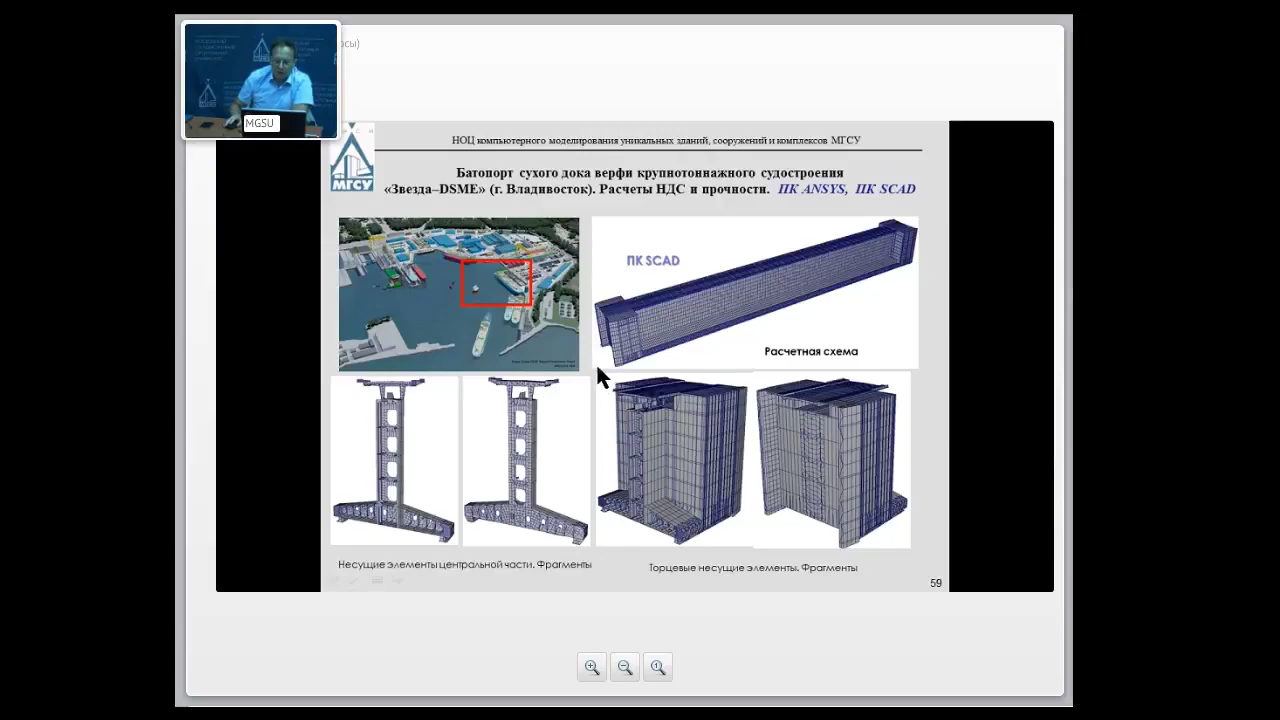 осы)
MGSU
МГСУ
НОЦ компьютерного моделирования уникальных зданий, сооружений и комплексов МГСУ
Батопорт сухого дока верфи крупнотоннажного судостроения
«Звезда–DSME» (г. Владивосток). Расчеты НДС и прочности. ПК ANSYS, ПК SCAD
ПК SCAD
Расчетная схема
Несущие элементы центральной части. Фрагменты
Торцевые несущие элементы. Фрагменты
59